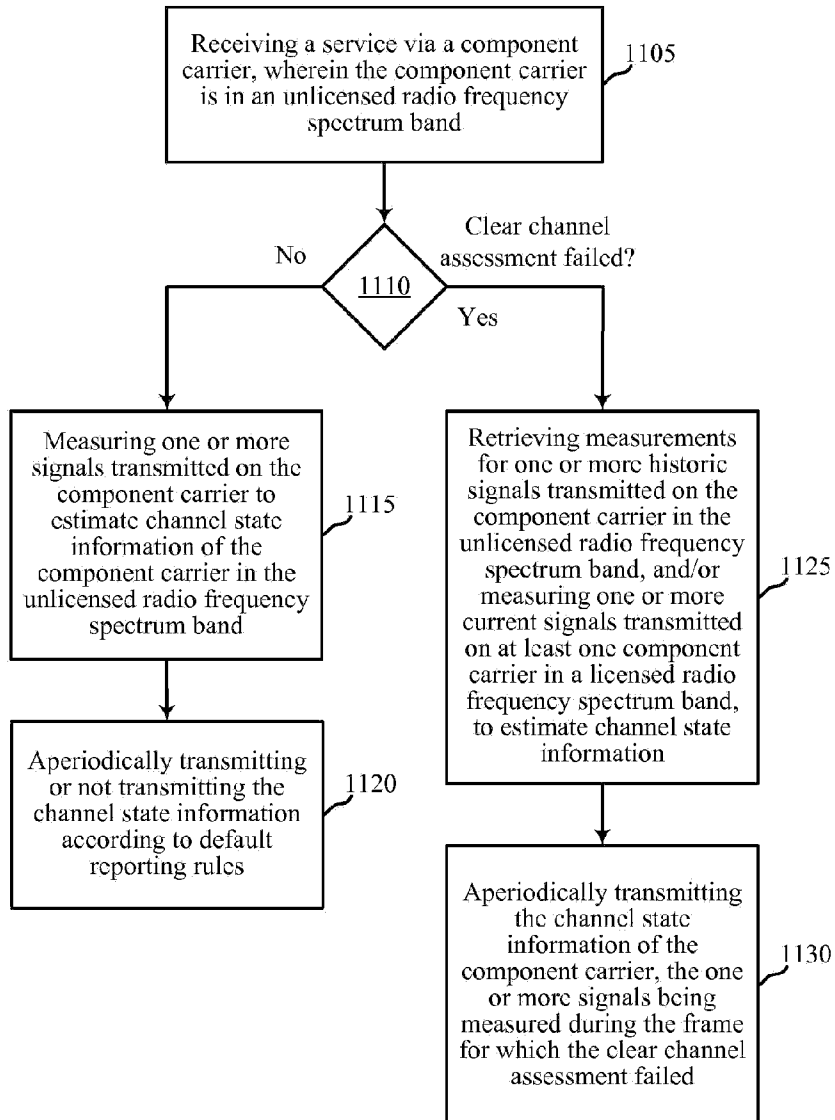 Receiving a service via a component
carrier, wherein the component carrier
is in an unlicensed radio frequency
spectrum band
1105
Clear channel
assessment failed?
No
1110
Yes
Measuring one or more
signals transmitted on the
component carrier to
estimate channel state
information of the
component carrier in the
unlicensed radio frequency
spectrum band
1115
Retrieving measurements
for one or more historic
signals transmitted on the
component carrier in the
unlicensed radio frequency
spectrum band, and/or
measuring one or more
current signals transmitted
on at least one component
carrier in a licensed radio
frequency spectrum band,
to estimate channel state
information
1125
Aperiodically transmitting
or not transmitting the
channel state information
according to default
reporting rules
1120
Aperiodically transmitting
the channel state
information of the
component carrier, the one
or more signals being
measured during the frame
for which the clear channel
assessment failed
1130